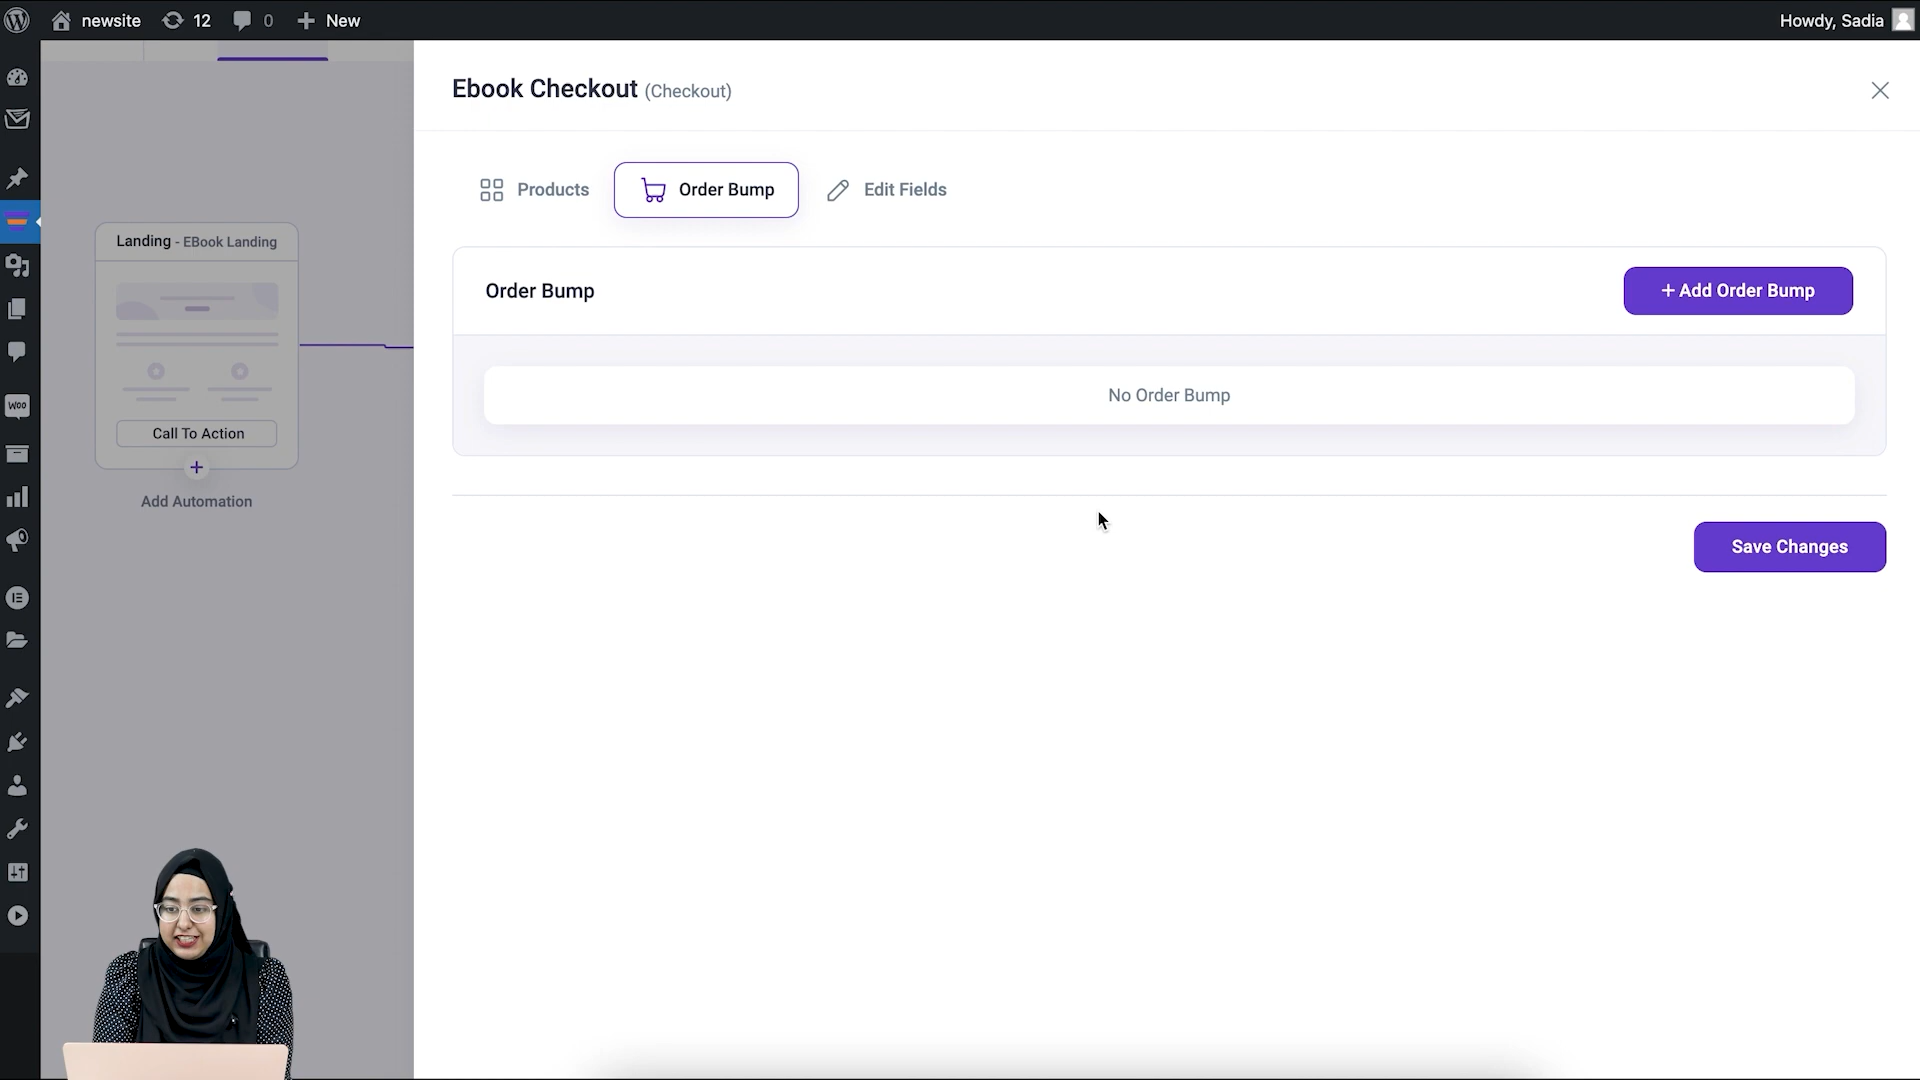 newsite
12
0
New
Howdy, Sadia
Ebook Checkout (Checkout)
Products
Order Bump
Edit Fields
Landing - EBook Landing
Order Bump
+ Add Order Bump
No Order Bump
Call To Action
Add Automation
Save Changes
WOO